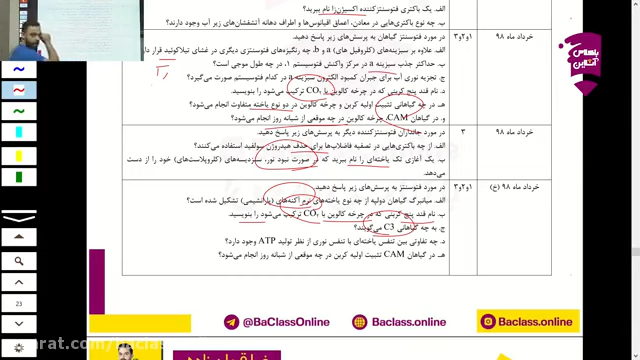 الف. یک باکتری فتوسنتزکننده اکسیژن‌زا نام ببرید.
ب. چه نوع باکتری‌هایی در معادن، اعماق اقیانوس‌ها و اطراف دهانه آتشفشان‌های زیر آب وجود دارند؟
خرداد ماه ۹۸
۱و۲و۳
در مورد فتوسنتز گیاهان به پرسش‌های زیر پاسخ دهید.
الف. علاوه بر سبزینه‌های (کلروفیل های) a و b، چه رنگیزه‌های فتوسنتزی دیگری در غشای تیلاکوئید قرار دا
ب. حداکثر جذب سبزینه a در مرکز واکنش فتوسیستم ۱، در چه طول موجی است؟
ج. تجزیه نوری آب برای جبران کمبود الکترون سبزینه a در کدام فتوسیستم صورت می‌گیرد؟
د. نام قند پنج کربنی که در چرخه کالوین با CO۲ ترکیب می‌شود را بنویسید.
هـ. در چه گیاهانی تثبیت اولیه کربن و چرخه کالوین در دو نوع یاخته متفاوت انجام می‌شود؟
و. در گیاهان CAM، چرخه کالوین در چه موقعی از شبانه روز انجام می‌شود؟
خرداد ماه ۹۸
۳
در مورد جانداران فتوسنتزکننده دیگر به پرسش‌های زیر پاسخ دهید.
الف. از چه باکتری‌هایی در تصفیه فاضلاب‌ها برای حذف هیدروژن سولفید استفاده می‌کنند؟
ب. یک آغازی تک یاخته‌ای را نام ببرید که در صورت نبود نور، سبزدیسه‌های (کلروپلاست‌های) خود را از دست
می‌دهد.
خرداد ماه ۹۸ (خ)
۱و۲و۳
در مورد فتوسنتز به پرسش‌های زیر پاسخ دهید.
الف. میانبرگ گیاهان دولپه از چه نوع یاخته‌های نرم آکنه‌های (پارانشیمی) تشکیل شده است؟
ب. نام قند پنج کربنی که در چرخه کالوین با CO۲ ترکیب می‌شود را بنویسید.
ج. به چه گیاهانی C3 می‌گویند؟
د. چه تفاوتی بین تنفس یاخته‌ای با تنفس نوری از نظر تولید ATP وجود دارد؟
هـ. در گیاهان CAM تثبیت اولیه کربن در چه موقعی از شبانه روز انجام می‌شود؟
باکلاس آنلاین
@BaClassOnline
@BaClass.Online
23